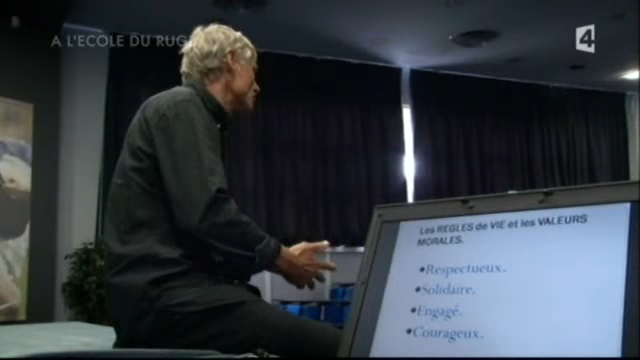 A L'ECOLE DU RUG
4
Les REGLES de VIE et les VALEURS
MORALES.
•Respectueux.
•Solidaire.
•Engagé.
•Courageux.